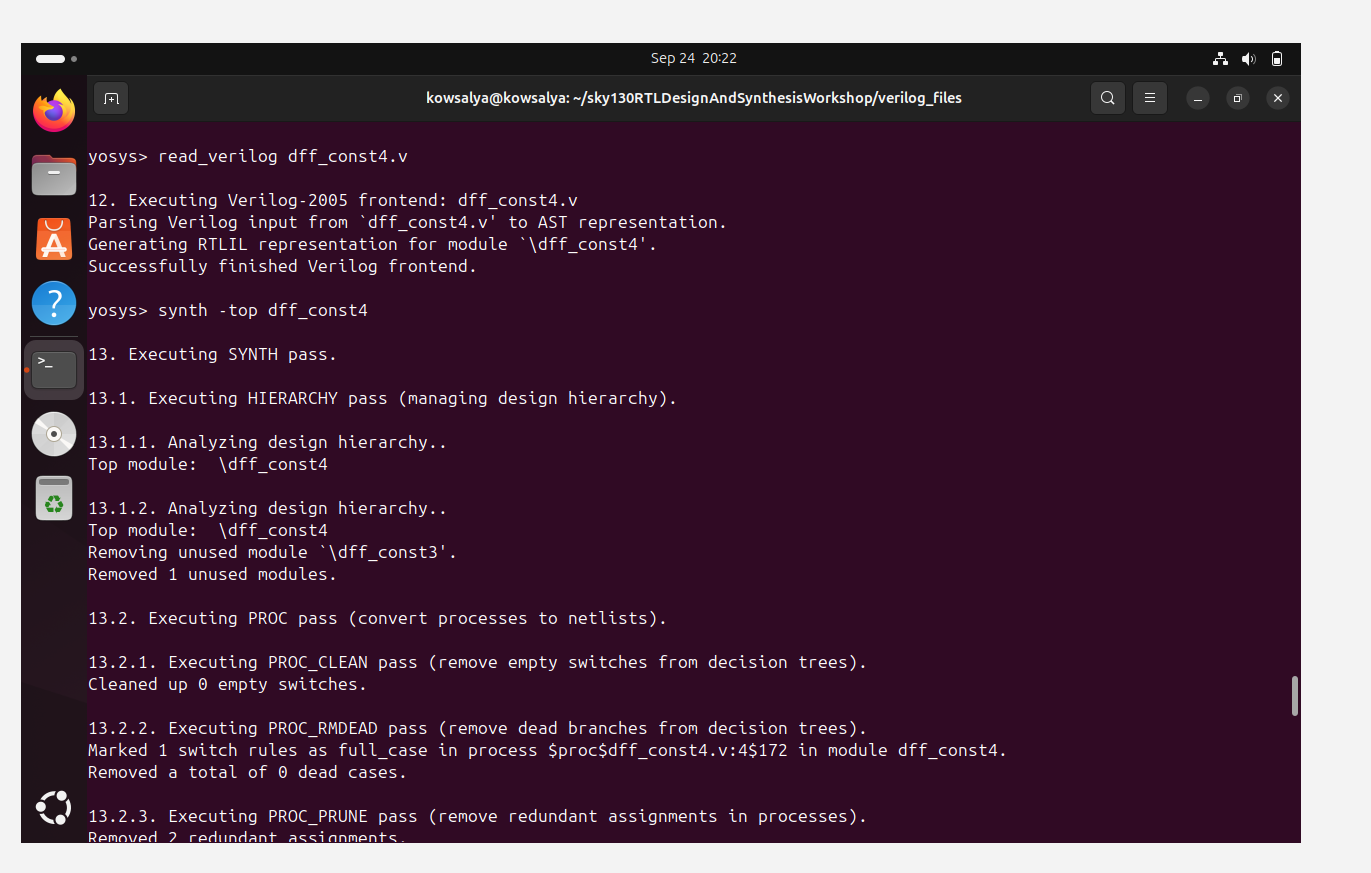 Sep 24 20:22
kowsalya@kowsalya: ~/sky130RTLDesignAndSynthesisWorkshop/verilog_files
yosys> read_verilog dff_const4.v
12. Executing Verilog-2005 frontend: dff_const4.v
Parsing Verilog input from `dff_const4.v' to AST representation.
Generating RTLIL representation for module `\dff_const4'.
Successfully finished Verilog frontend.
yosys> synth -top dff_const4
13. Executing SYNTH pass.
13.1. Executing HIERARCHY pass (managing design hierarchy).
13.1.1. Analyzing design hierarchy..
Top module:  \dff_const4
13.1.2. Analyzing design hierarchy..
Top module:  \dff_const4
Removing unused module `\dff_const3'.
Removed 1 unused modules.
13.2. Executing PROC pass (convert processes to netlists).
13.2.1. Executing PROC_CLEAN pass (remove empty switches from decision trees).
Cleaned up 0 empty switches.
13.2.2. Executing PROC_RMDEAD pass (remove dead branches from decision trees).
Marked 1 switch rules as full_case in process $proc$dff_const4.v:4$172 in module dff_const4.
Removed a total of 0 dead cases.
13.2.3. Executing PROC_PRUNE pass (remove redundant assignments in processes).
Removed 2 redundant assignments.